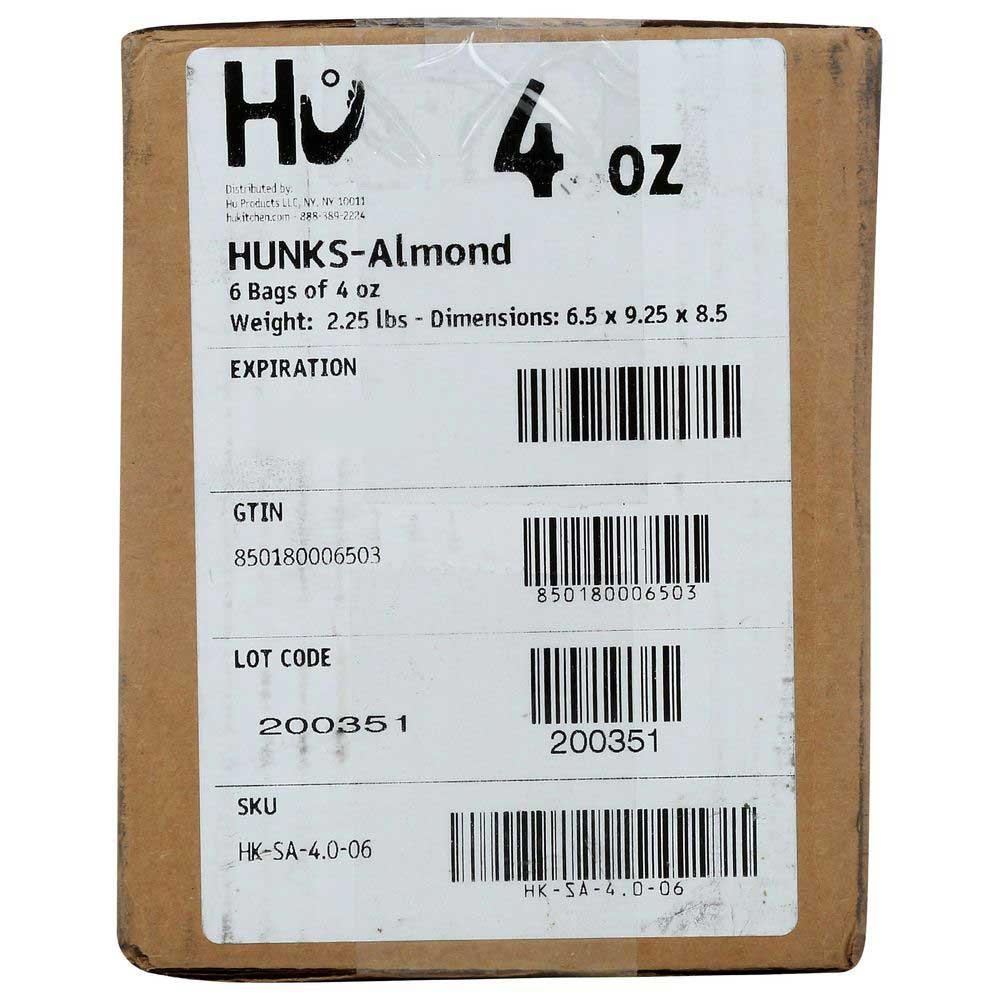 Hu
4 oz
Distributed by:
Hu Products LLC, NY, NY 10011
hukitchen.com - 888-389-2224
HUNKS-Almond
6 Bags of 4 oz
Weight: 2.25 lbs - Dimensions: 6.5 x 9.25 x 8.5
EXPIRATION
GTIN
850180006503
850180006503
LOT CODE
200351
200351
SKU
HK-SA-4.0-06
HK-SA-4.0-06